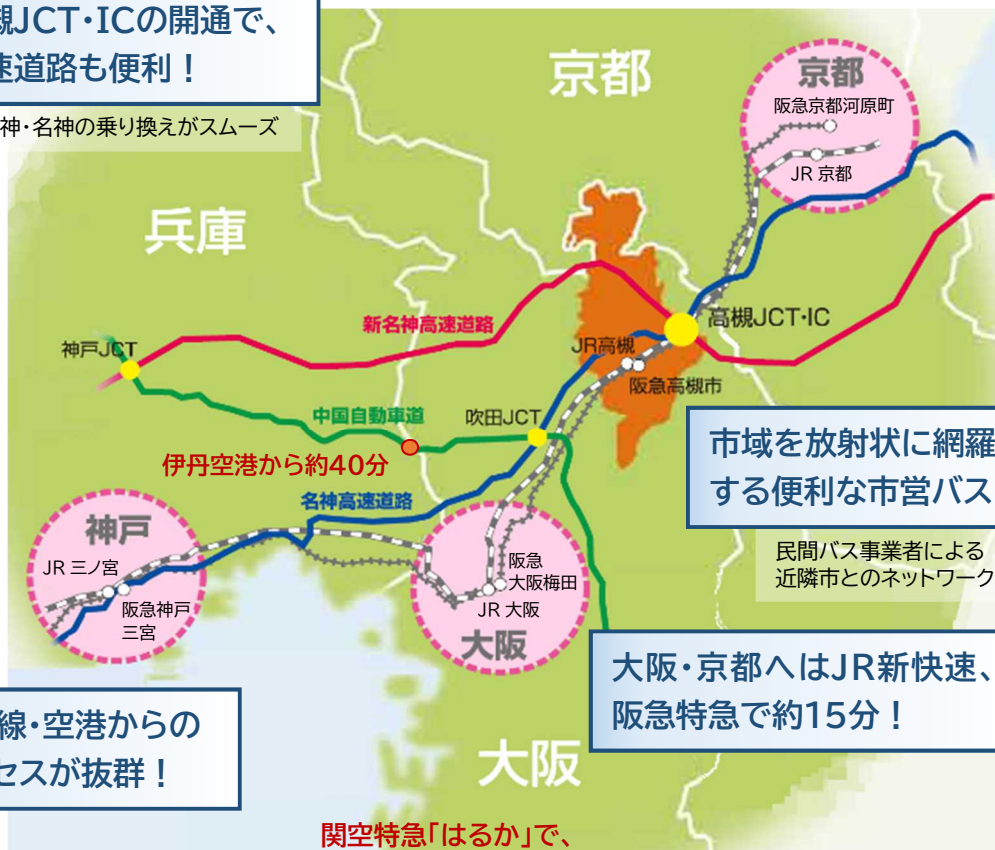 槻JCT・ICの開通で、
速道路も便利！
神・名神の乗り換えがスムーズ
京都
京都
阪急京都河原町
JR 京都
兵庫
新名神高速道路
高槻JCT・IC
神戸JCT
JR高槻
阪急高槻市
中国自動車道
吹田JCT
伊丹空港から約40分
名神高速道路
市域を放射状に網羅
する便利な市営バス
民間バス事業者による
近隣市とのネットワーク
神戸
JR 三ノ宮
阪急神戸
三宮
阪急
大阪梅田
JR 大阪
大阪
大阪・京都へはJR新快速、
阪急特急で約15分！
線・空港からの
セスが抜群！
大阪
関空特急「はるか」で、